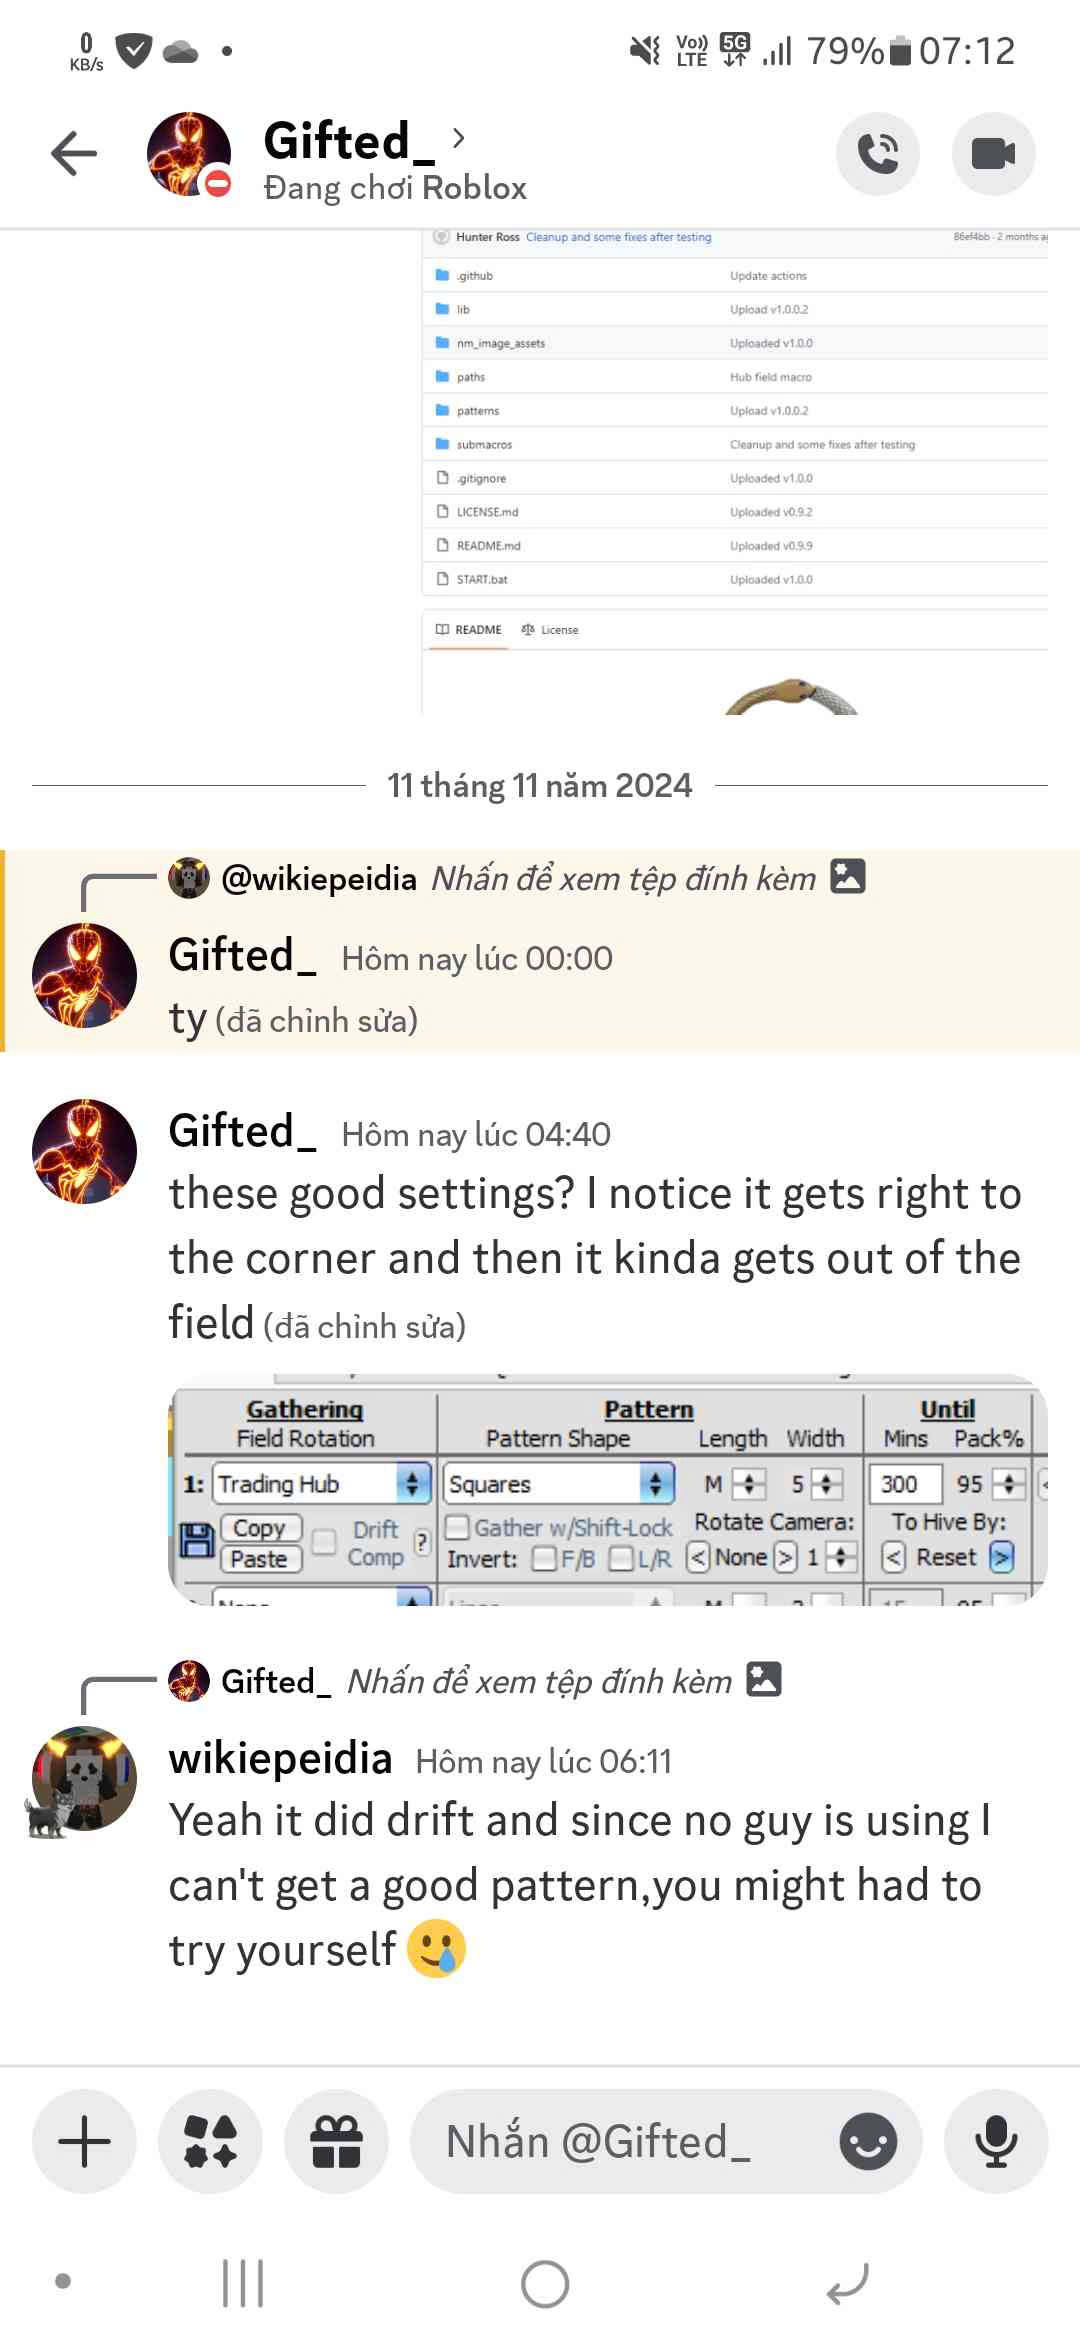 0
KB/s
Vo))
LTE
5G
79%
07:12
Gifted_
Đang chơi Roblox
Hunter Ross Cleanup and some fixes after testing 86ef4bb · 2 months
.github Update actions
lib Upload v1.0.0.2
nm_image_assets Uploaded v1.0.0
paths Hub field macro
patterns Upload v1.0.0.2
submacros Cleanup and some fixes after testing
.gitignore Uploaded v1.0.0
LICENSE.md Uploaded v0.9.2
README.md Uploaded v0.9.9
START.bat Uploaded v1.0.0
README License
11 tháng 11 năm 2024
@wikiepeidia Nhấn để xem tệp đính kèm
Gifted_ Hôm nay lúc 00:00
ty (đã chỉnh sửa)
Gifted_ Hôm nay lúc 04:40
these good settings? I notice it gets right to
the corner and then it kinda gets out of the
field (đã chỉnh sửa)
Gathering Pattern Until
Field Rotation Pattern Shape Length Width Mins Pack%
1: Trading Hub Squares M 5 300 95 <
Copy Drift ? Gather w/Shift-Lock Rotate Camera: To Hive By:
Paste Comp Invert: F/B L/R < None > 1 < Reset >
Gifted_ Nhấn để xem tệp đính kèm
wikiepeidia Hôm nay lúc 06:11
Yeah it did drift and since no guy is using I
can't get a good pattern,you might had to
try yourself 🥲
Nhắn @Gifted_